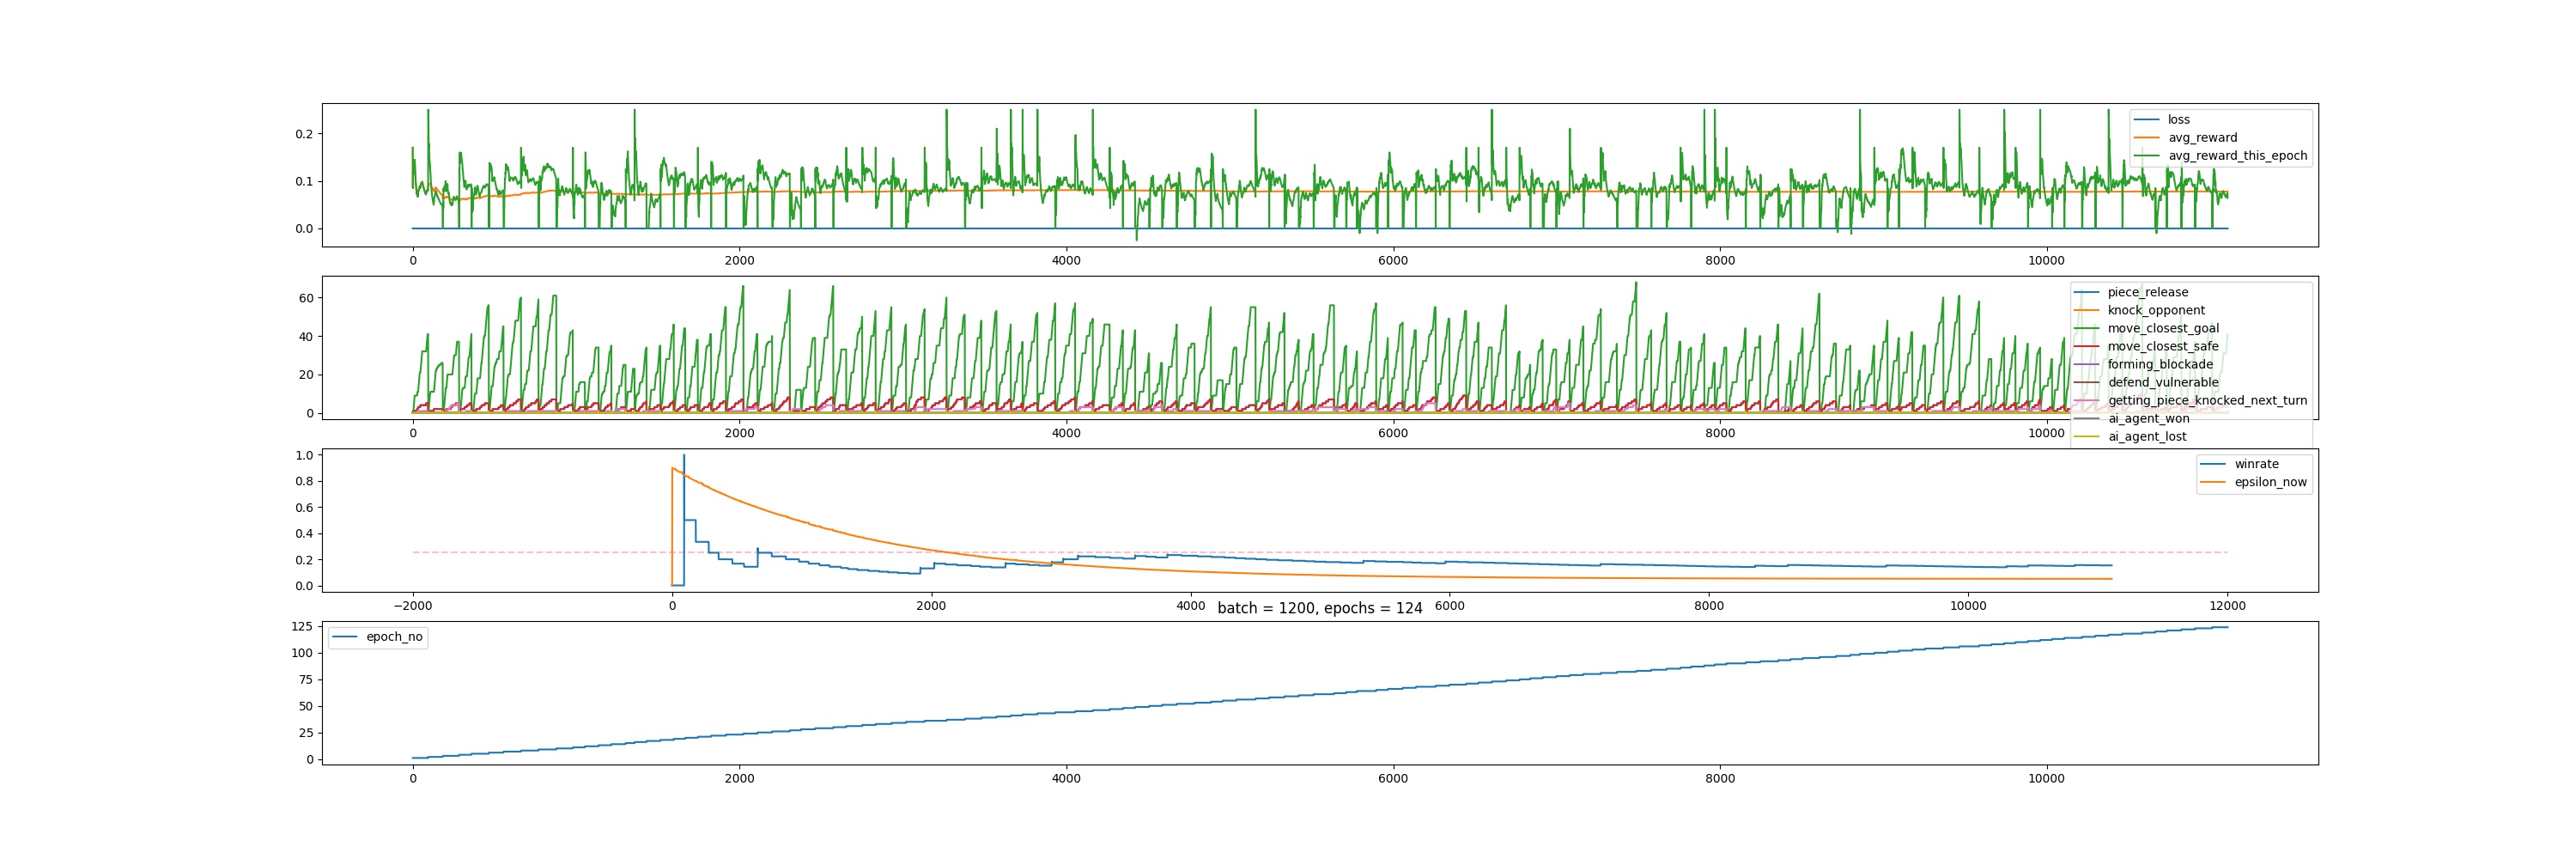 0.2
0.1
0.0
loss
avg_reward
avg_reward_this_epoch
0 2000 4000 6000 8000 10000
60
40
20
0
piece_release
knock_opponent
move_closest_goal
move_closest_safe
forming_blockade
defend_vulnerable
getting_piece_knocked_next_turn
ai_agent_won
ai_agent_lost
0 2000 4000 6000 8000 10000
1.0
0.8
0.6
0.4
0.2
0.0
winrate
epsilon_now
−2000 0 2000 4000 6000 8000 10000 12000
batch = 1200, epochs = 124
125
100
75
50
25
0
epoch_no
0 2000 4000 6000 8000 10000